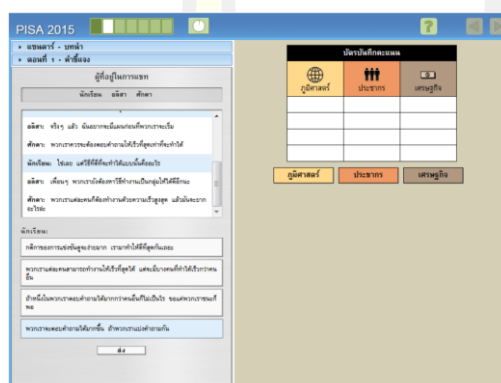 PISA 2015
?
แชนดาร์ - บทนำ
ตอนที่ 1 - คำชี้แจง
ผู้ที่อยู่ในการแชท
นักเรียน อลิสา ศักดา
อลิสา: จริงๆ แล้ว ฉันอยากจะมีแผนก่อนที่พวกเราจะเริ่ม
ศักดา: พวกเราควรจะต้องตอบคำถามให้เร็วที่สุดเท่าที่จะทำได้
นักเรียน: ใช่เลย แต่วิธีที่ดีที่จะทำได้แบบนั้นคืออะไร
อลิสา: เพื่อนๆ พวกเรายังต้องหาวิธีทำงานเป็นกลุ่มให้ได้ดีอีกนะ
ศักดา: พวกเราแต่ละคนก็ต้องทำงานด้วยความเร็วสูงสุด แล้วมันจะยาก
อะไรล่ะ
นักเรียน:
กติกาของการแข่งขันดูจะง่ายมาก เรามาทำให้ดีที่สุดกันเถอะ
พวกเราแต่ละคนสามารถทำงานให้เร็วที่สุดได้ แต่จะมีบางคนที่ทำได้เร็วกว่าคน
อื่น
ถ้าหนึ่งในพวกเราตอบคำถามได้มากกว่าคนอื่นก็ไม่เป็นไร ขอแค่พวกเราชนะก็
พอ
พวกเราจะตอบคำถามได้มากขึ้น ถ้าพวกเราแบ่งคำถามกัน
ส่ง
บัตรบันทึกคะแนน
ภูมิศาสตร์ ประชากร เศรษฐกิจ
ภูมิศาสตร์ ประชากร เศรษฐกิจ